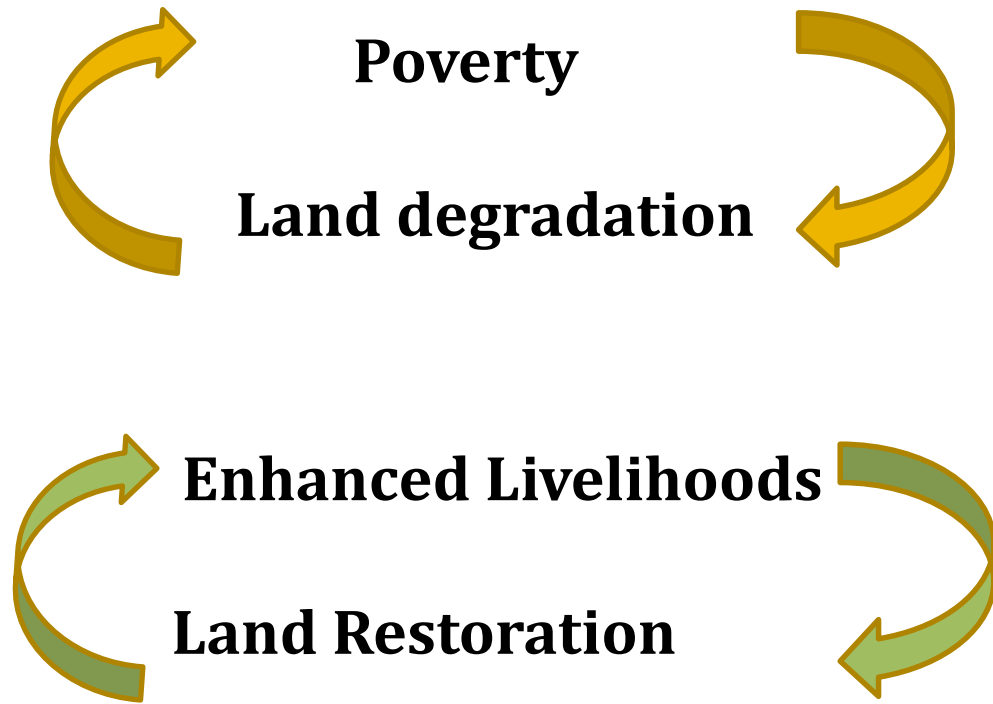 Poverty
Land degradation
Enhanced Livelihoods
Land Restoration